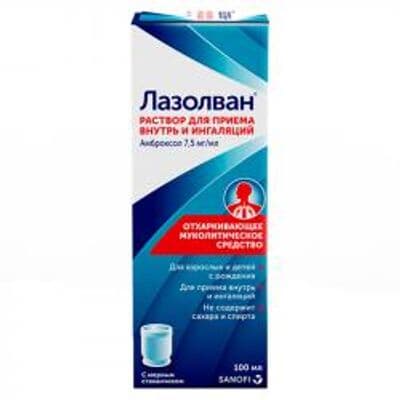 Лазолван®
РАСТВОР ДЛЯ ПРИЕМА
ВНУТРЬ И ИНГАЛЯЦИЙ
Амброксол 7,5 мг/мл
ОТХАРКИВАЮЩЕЕ
МУКОЛИТИЧЕСКОЕ
СРЕДСТВО
Для взрослых и детей
с рождения
Для приема внутрь
и ингаляций
Не содержит
сахара и спирта
С мерным
стаканчиком
100 мл
SANOFI